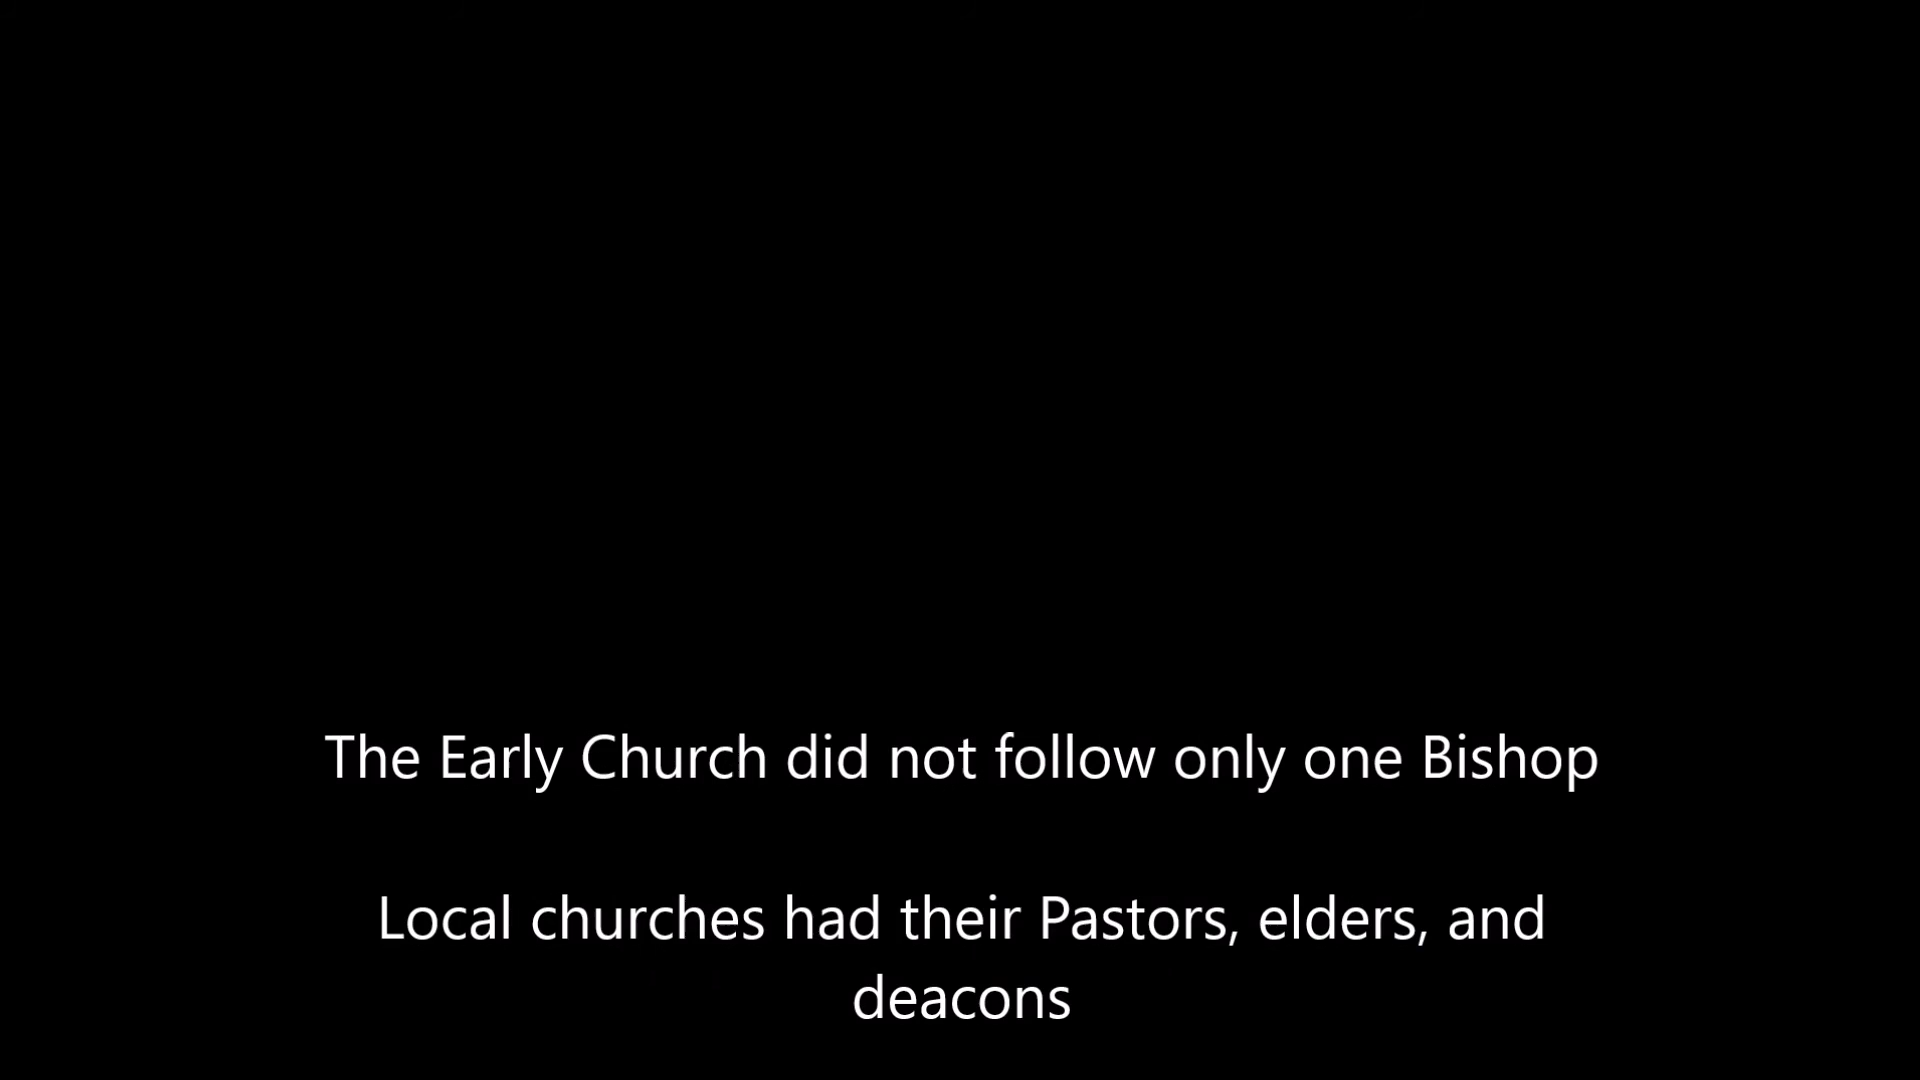 The Early Church did not follow only one Bishop
Local churches had their Pastors, elders, and
deacons